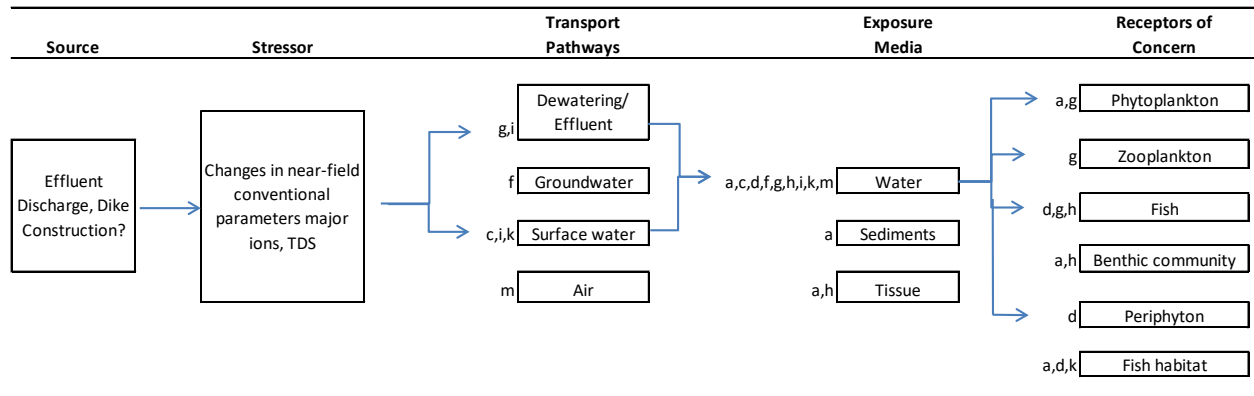 Source
Stressor
Transport
Pathways
Exposure
Media
Receptors of
Concern
Effluent
Discharge, Dike
Construction?
Changes in near-field
conventional
parameters major
ions, TDS
g,i
Dewatering/
Effluent
f
Groundwater
c,i,k
Surface water
m
Air
a,c,d,f,g,h,i,k,m
Water
a
Sediments
a,h
Tissue
a,g
Phytoplankton
g
Zooplankton
d,g,h
Fish
a,h
Benthic community
d
Periphyton
a,d,k
Fish habitat